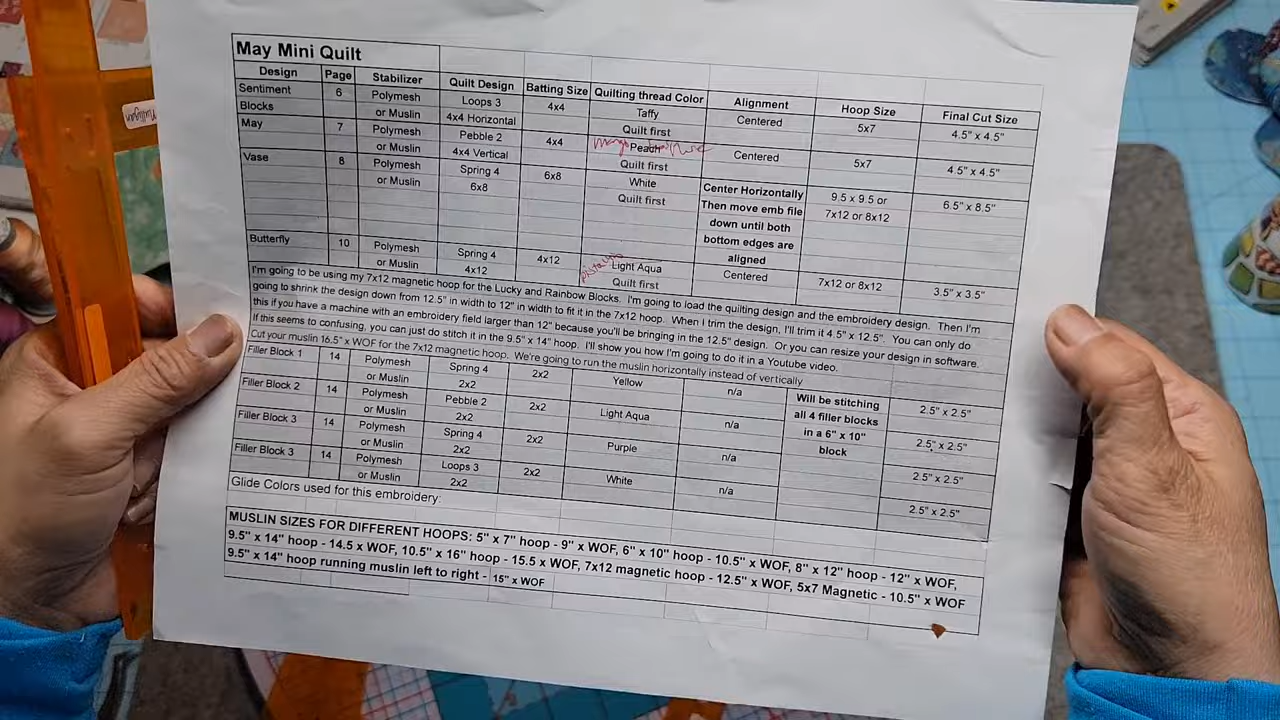 May Mini Quilt
Design Page Stabilizer Quilt Design Batting Size Quilting thread Color Alignment Hoop Size Final Cut Size
Sentiment 6 Polymesh Loops 3 4x4 Taffy Centered 5x7 4.5" x 4.5"
Blocks or Muslin 4x4 Horizontal Quilt first
May 7 Polymesh Pebble 2 4x4 Peach Centered 5x7 4.5" x 4.5"
or Muslin 4x4 Vertical Quilt first
Vase 8 Polymesh Spring 4 6x8 White Center Horizontally 9.5 x 9.5 or 6.5" x 8.5"
or Muslin 6x8 Quilt first Then move emb file 7x12 or 8x12
down until both
bottom edges are
aligned
Butterfly 10 Polymesh Spring 4 4x12 Light Aqua Centered 7x12 or 8x12 3.5" x 3.5"
or Muslin 4x12 Quilt first
I'm going to be using my 7x12 magnetic hoop for the Lucky and Rainbow Blocks. I'm going to load the quilting design and the embroidery design. Then I'm
going to shrink the design down from 12.5" in width to 12" in width to fit it in the 7x12 hoop. When I trim the design, I'll trim it 4.5" x 12.5". You can only do
this if you have a machine with an embroidery field larger than 12" because you'll be bringing in the 12.5" design. Or you can resize your design in software.
If this seems to confusing, you can just do stitch it in the 9.5" x 14" hoop. I'll show you how I'm going to do it in a Youtube video.
Cut your muslin 16.5" x WOF for the 7x12 magnetic hoop. We're going to run the muslin horizontally instead of vertically
Filler Block 1 14 Polymesh Spring 4 2x2 Yellow n/a Will be stitching 2.5" x 2.5"
or Muslin 2x2 all 4 filler blocks
Filler Block 2 14 Polymesh Pebble 2 2x2 Light Aqua n/a in a 6" x 10" 2.5" x 2.5"
or Muslin 2x2 block
Filler Block 3 14 Polymesh Spring 4 2x2 Purple n/a 2.5" x 2.5"
or Muslin 2x2
Filler Block 3 14 Polymesh Loops 3 2x2 White n/a 2.5" x 2.5"
or Muslin 2x2
Glide Colors used for this embroidery:
MUSLIN SIZES FOR DIFFERENT HOOPS: 5" x 7" hoop - 9" x WOF, 6" x 10" hoop - 10.5" x WOF, 8" x 12" hoop - 12" x WOF,
9.5" x 14" hoop - 14.5 x WOF, 10.5" x 16" hoop - 15.5 x WOF, 7x12 magnetic hoop - 12.5" x WOF, 5x7 Magnetic - 10.5" x WOF
9.5" x 14" hoop running muslin left to right - 15" x WOF